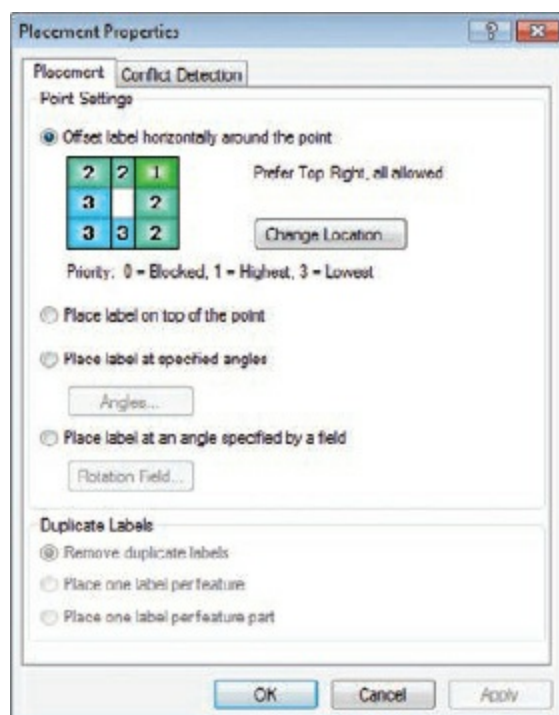 Placement Properties
Placement Conflict Detection
Point Settings
Offset label horizontally around the point
2 2 1 Prefer Top Right, all allowed
3 2
3 3 2 Change Location...
Priority: 0 = Blocked, 1 = Highest, 3 = Lowest
Place label on top of the point
Place label at specified angles
Angles...
Place label at an angle specified by a field
Rotation Field...
Duplicate Labels
Remove duplicate labels
Place one label per feature
Place one label per feature part
OK Cancel Apply